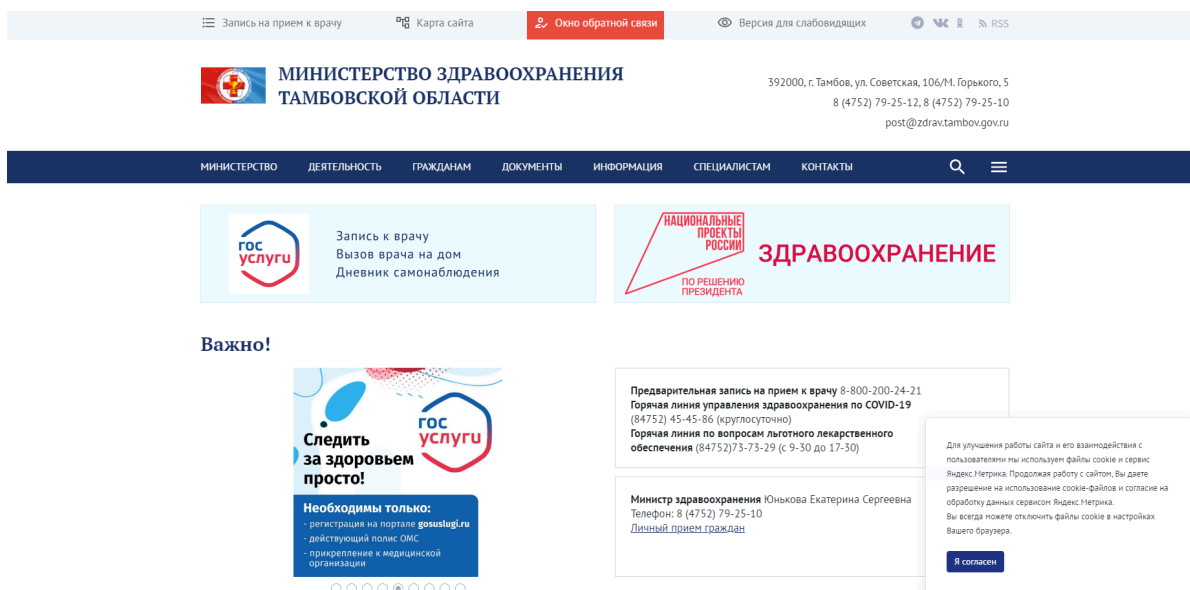 Запись на прием к врачу
Карта сайта
Окно обратной связи
Версия для слабовидящих
RSS
МИНИСТЕРСТВО ЗДРАВООХРАНЕНИЯ
ТАМБОВСКОЙ ОБЛАСТИ
392000, г. Тамбов, ул. Советская, 106/М. Горького, 5
8 (4752) 79-25-12, 8 (4752) 79-25-10
post@zdrav.tambov.gov.ru
МИНИСТЕРСТВО
ДЕЯТЕЛЬНОСТЬ
ГРАЖДАНАМ
ДОКУМЕНТЫ
ИНФОРМАЦИЯ
СПЕЦИАЛИСТАМ
КОНТАКТЫ
гос
услуги
Запись к врачу
Вызов врача на дом
Дневник самонаблюдения
НАЦИОНАЛЬНЫЕ
ПРОЕКТЫ
РОССИИ
ПО РЕШЕНИЮ
ПРЕЗИДЕНТА
ЗДРАВООХРАНЕНИЕ
Важно!
гос
услуги
Следить
за здоровьем
просто!
Необходимы только:
- регистрация на портале gosuslugi.ru
- действующий полис ОМС
- прикрепление к медицинской
организации
Предварительная запись на прием к врачу 8-800-200-24-21
Горячая линия управления здравоохранения по COVID-19
(84752) 45-45-86 (круглосуточно)
Горячая линия по вопросам льготного лекарственного
обеспечения (84752)73-73-29 (с 9-30 до 17-30)
Министр здравоохранения Юнькова Екатерина Сергеевна
Телефон: 8 (4752) 79-25-10
Личный прием граждан
Для улучшения работы сайта и его взаимодействия с
пользователями мы используем файлы cookie и сервис
Яндекс.Метрика. Продолжая работу с сайтом, Вы даете
разрешение на использование cookie-файлов и согласие на
обработку данных сервисом Яндекс.Метрика.
Вы всегда можете отключить файлы cookie в настройках
Вашего браузера.
Я согласен